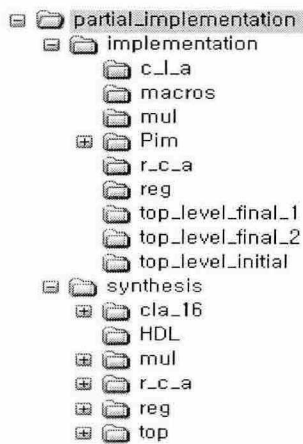 partial_implementation
implementation
c_l_a
macros
mul
Pim
r_c_a
reg
top_level_final_1
top_level_final_2
top_level_initial
synthesis
cla_16
HDL
mul
r_c_a
reg
top